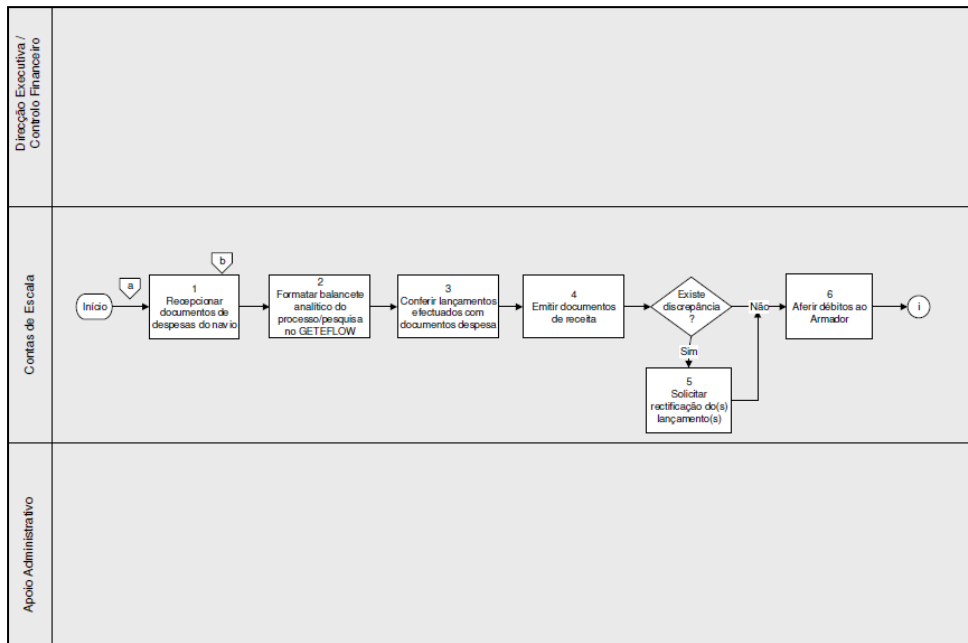 Direcção Executiva /
Controlo Financeiro
Contas de Escala
Início
a
b
1
Recepcionar
documentos de
despesas do navio
2
Formatar balancete
analítico do
processo/pesquisa
no GETEFLOW
3
Conferir lançamentos
efectuados com
documentos despesa
4
Emitir documentos
de receita
Existe
discrepância
?
Não
Sim
5
Solicitar
rectificação do(s)
lançamento(s)
6
Aferir débitos ao
Armador
i
Apoio Administrativo